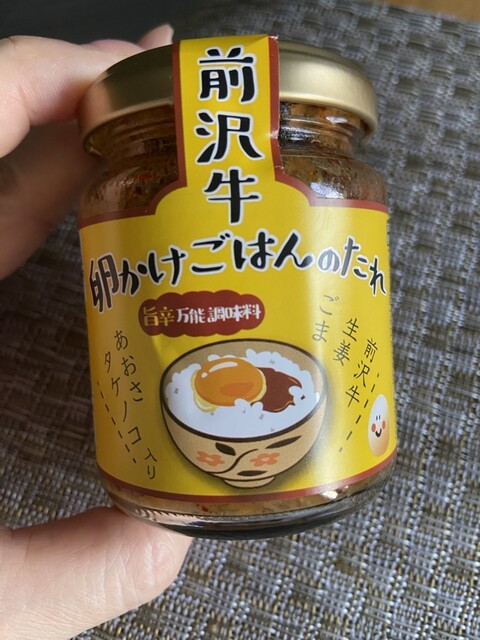 前沢牛
卵かけごはんのたれ
旨辛万能調味料
前沢牛
生姜
ごま
あおさ
タケノコ入り